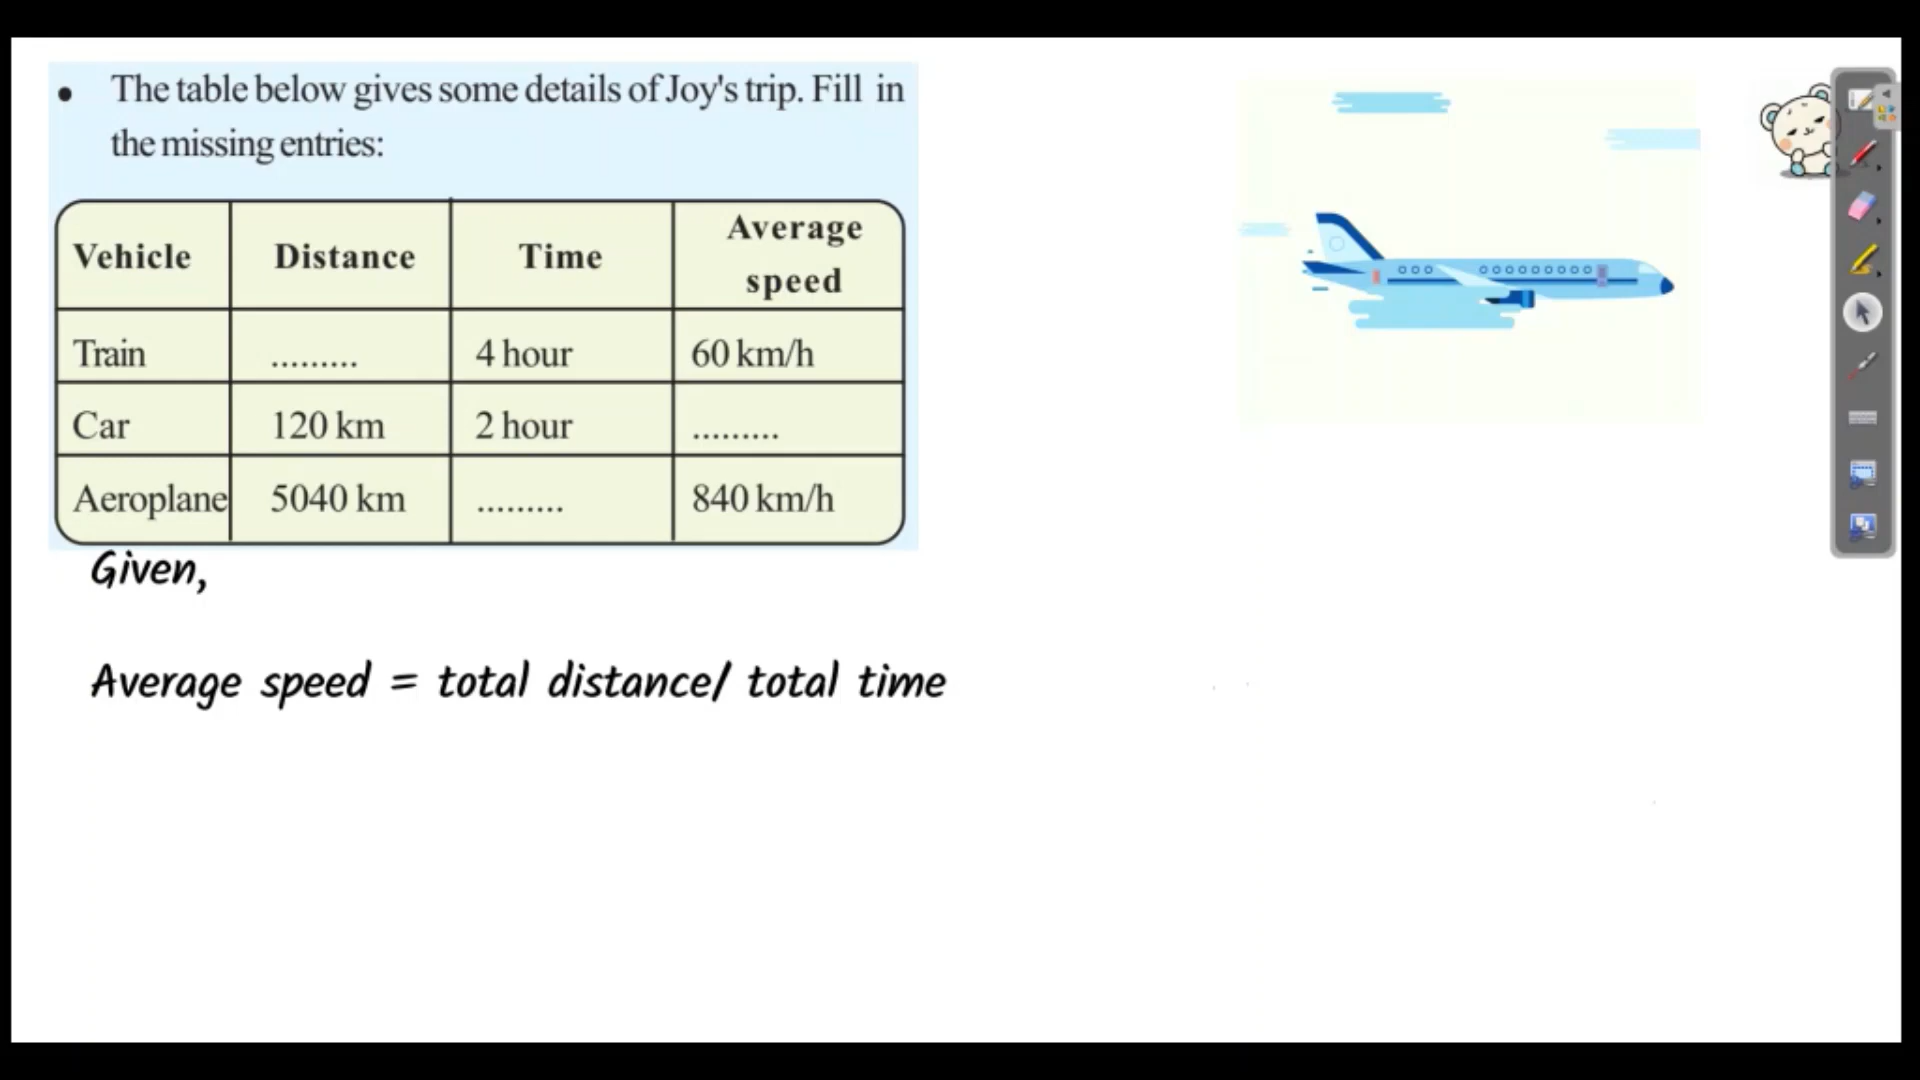 • The table below gives some details of Joy's trip. Fill in
the missing entries:
Vehicle Distance Time Average speed
Train ......... 4 hour 60 km/h
Car 120 km 2 hour .........
Aeroplane 5040 km ......... 840 km/h
Given,
Average speed = total distance/ total time